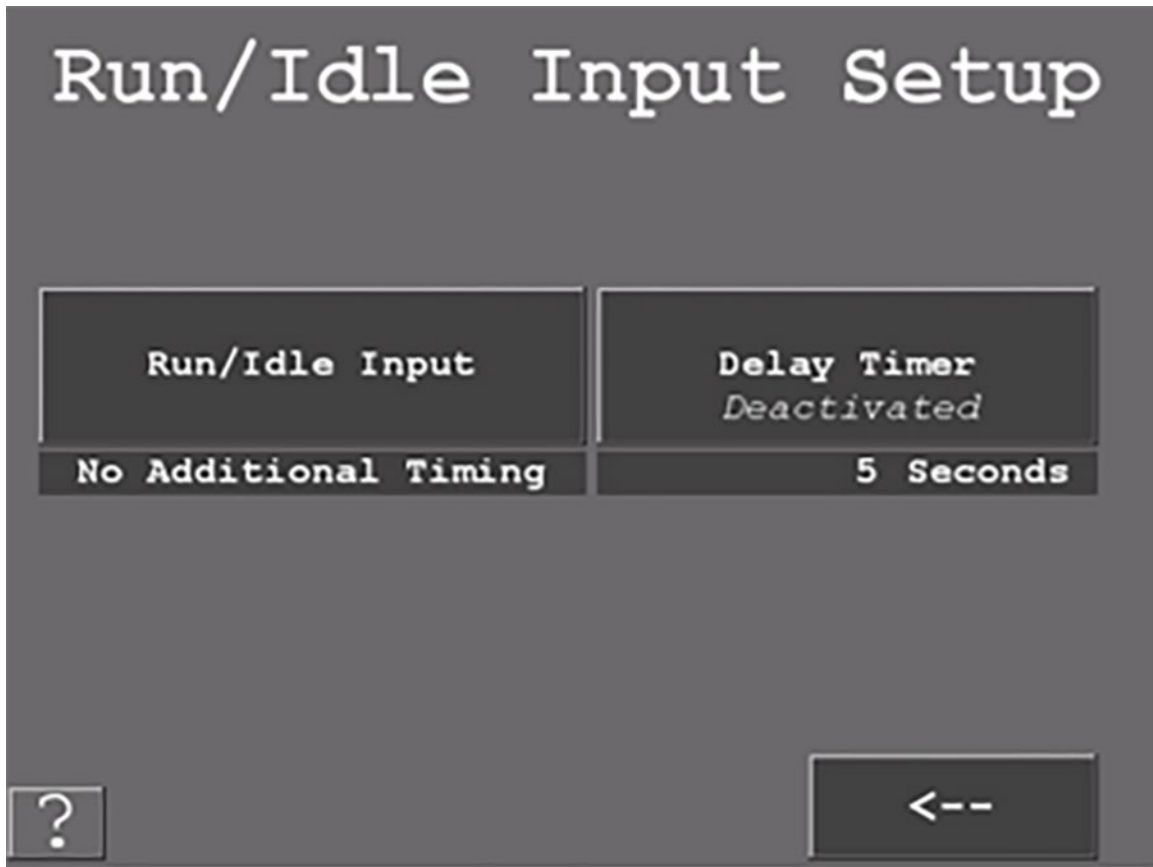 Run/Idle Input Setup
Run/Idle Input
Delay Timer
Deactivated
No Additional Timing
5 Seconds
?
<--